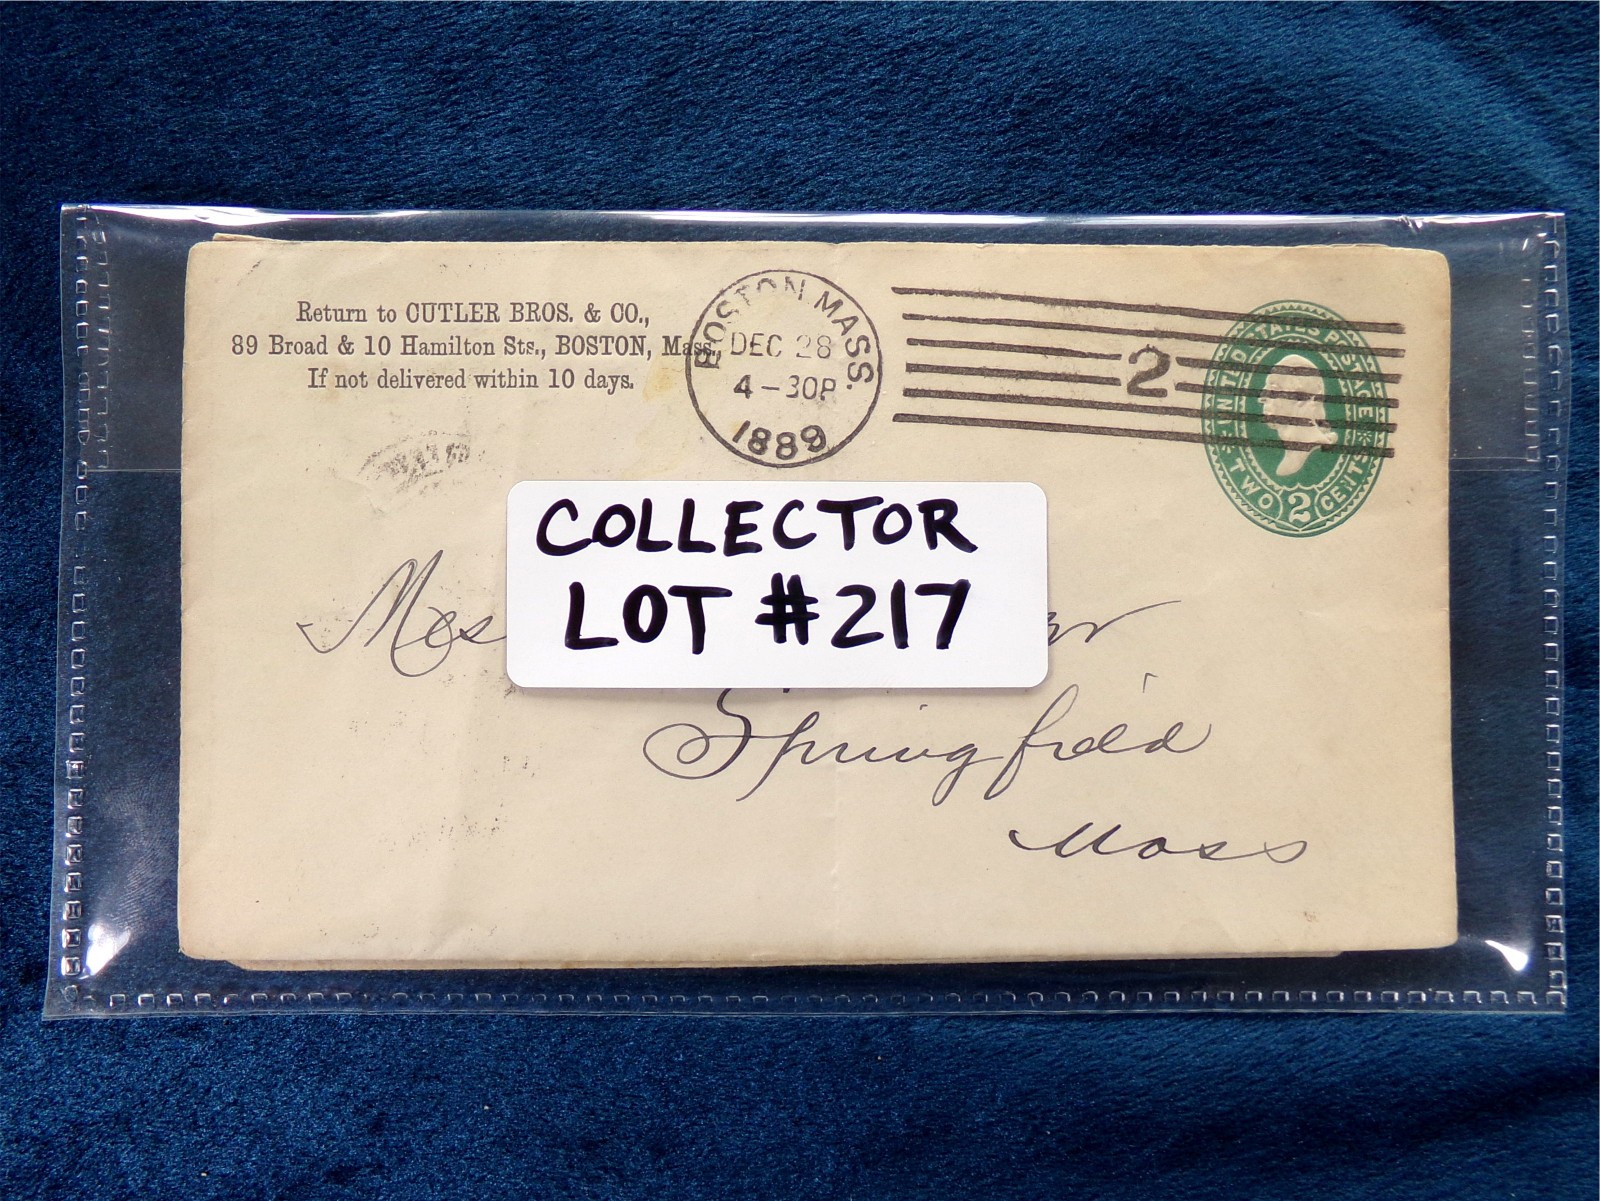 Return to CUTLER BROS. & CO.,
89 Broad & 10 Hamilton Sts., BOSTON, Mass.
If not delivered within 10 days.
BOSTON MASS.
DEC 28
4-30P
1889
2
UNITED STATES POSTAGE
TWO 2 CENTS
COLLECTOR
LOT #217
Springfield
Mass